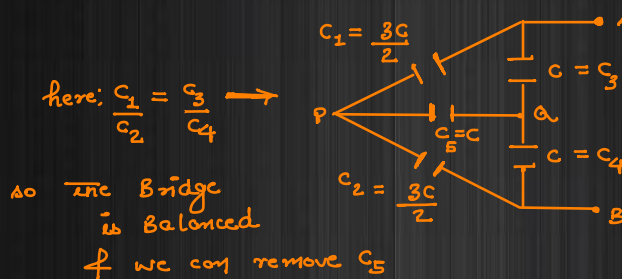 C1 = 3C/2
here: C1/C2 = C3/C4 →
C = C3
P
C5 = C
Q
C = C4
C2 = 3C/2
B
so the Bridge
is Balanced
& we can remove C5